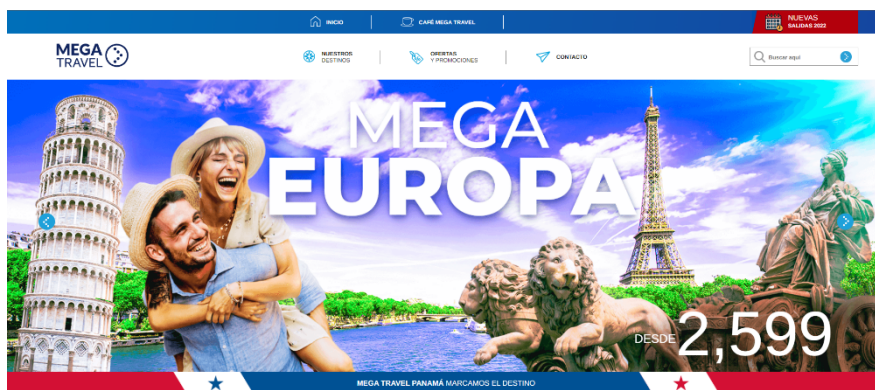 INICIO
CAFÉ MEGA TRAVEL
NUEVAS
SALIDAS 2022
MEGA
TRAVEL
NUESTROS
DESTINOS
OFERTAS
Y PROMOCIONES
CONTACTO
Buscar aquí
MEGA
EUROPA
DESDE 2,599
MEGA TRAVEL PANAMÁ MARCAMOS EL DESTINO